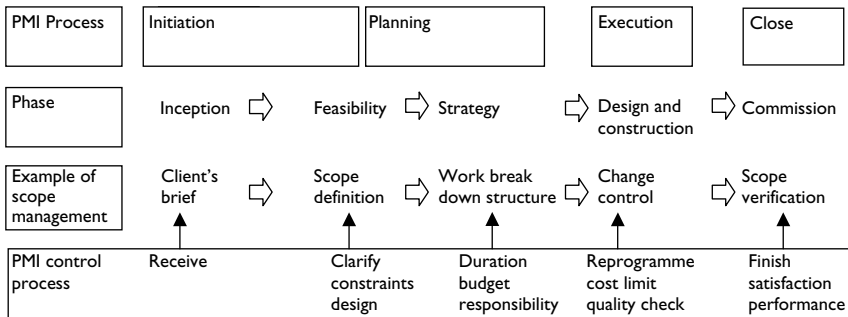 PMI Process Initiation Planning Execution Close
Phase Inception Feasibility Strategy Design and construction Commission
Example of scope management Client's brief Scope definition Work break down structure Change control Scope verification
PMI control process Receive Clarify constraints design Duration budget responsibility Reprogramme cost limit quality check Finish satisfaction performance